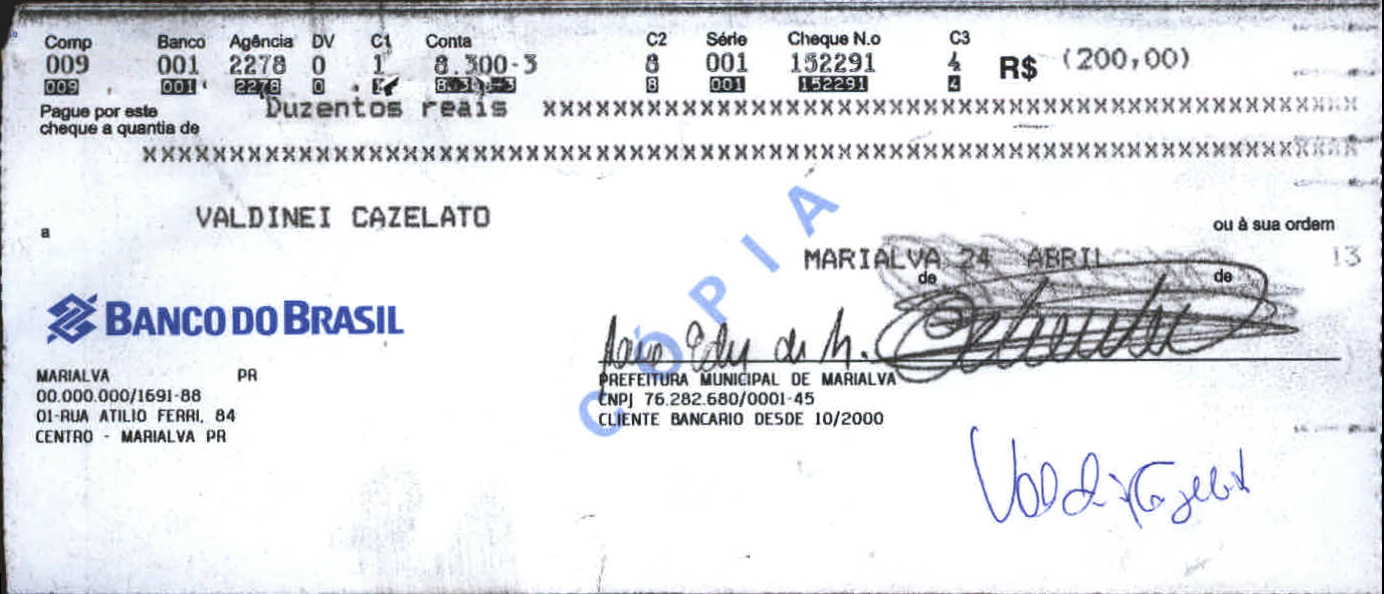 Comp Banco Agência DV C1 Conta C2 Série Cheque N.o C3
009 001 2278 0 1 8.300-3 8 001 152291 4 R$ (200,00)
009 001 2278 0 8 001 152291 4
Pague por este Duzentos reais xxxxxxxxxxxxxxxxxxxxxxxxxxxxxxxxxxxxxxxxxxxxxxx
cheque a quantia de
xxxxxxxxxxxxxxxxxxxxxxxxxxxxxxxxxxxxxxxxxxxxxxxxxxxxxxxxxxxxxxxxxxxxxx
a VALDINEI CAZELATO ou à sua ordem
MARIALVA 24 de ABRIL de 13
CÓPIA
BANCO DO BRASIL
MARIALVA PR
00.000.000/1691-88
01-RUA ATILIO FERRI, 84
CENTRO - MARIALVA PR
PREFEITURA MUNICIPAL DE MARIALVA
CNPJ 76.282.680/0001-45
CLIENTE BANCARIO DESDE 10/2000